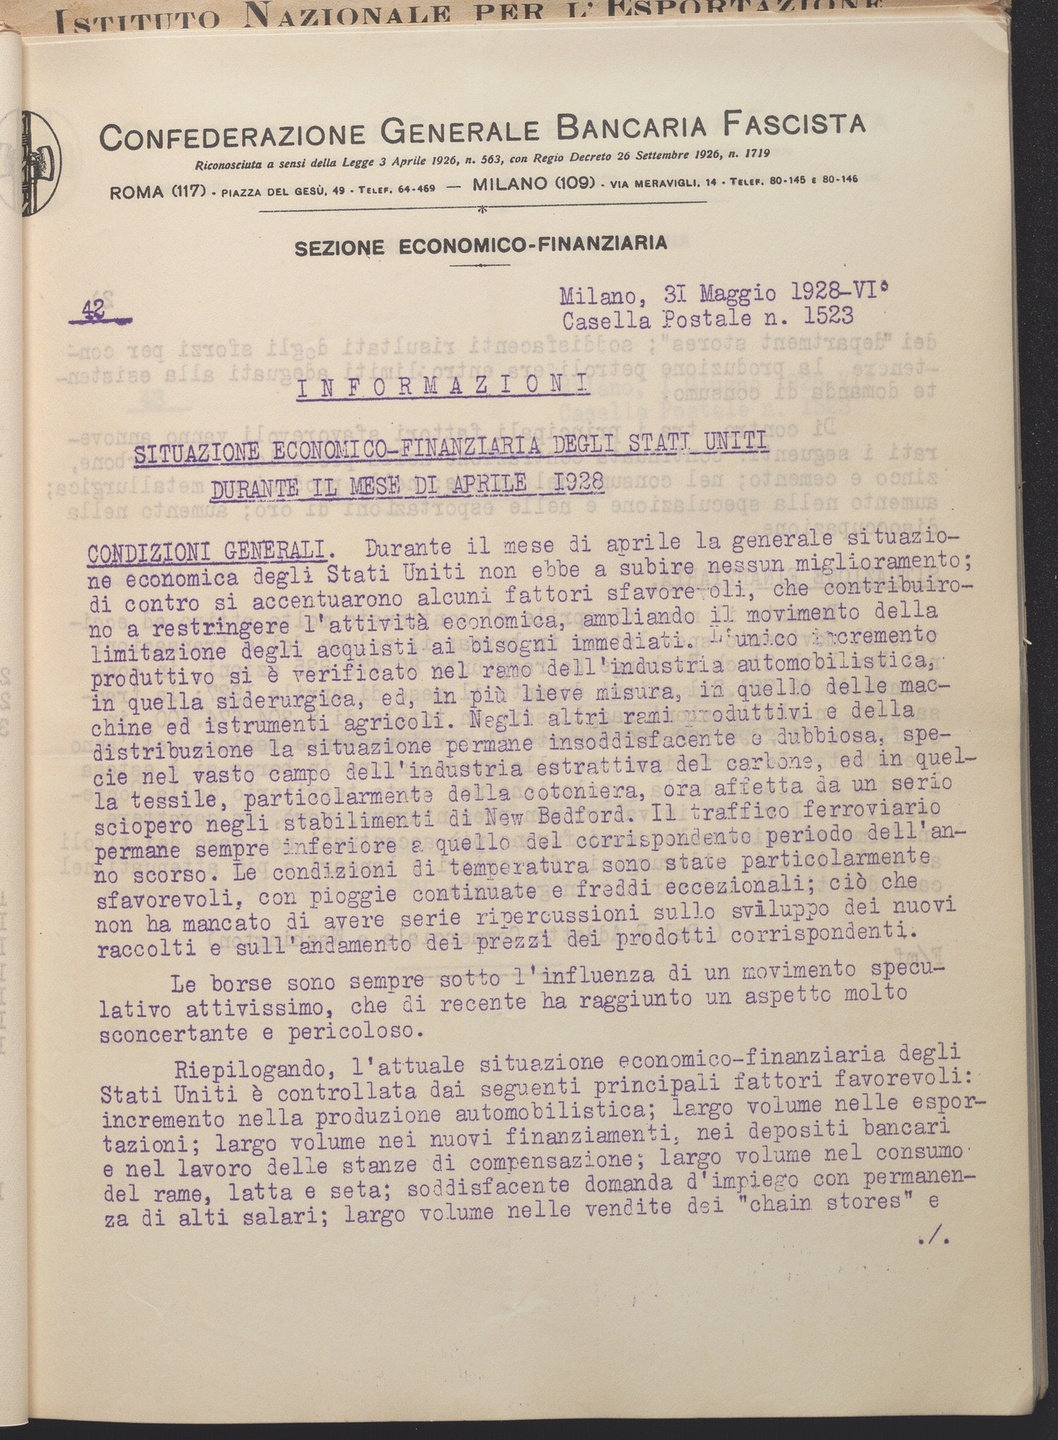 ISTITUTO NAZIONALE PER L'ESPORTAZIONE
CONFEDERAZIONE GENERALE BANCARIA FASCISTA
Riconosciuta a sensi della Legge 3 Aprile 1926, n. 563, con Regio Decreto 26 Settembre 1926, n. 1719
ROMA (117) - PIAZZA DEL GESÙ, 49 - TELEF. 64-469 — MILANO (109) - VIA MERAVIGLI, 14 - TELEF. 80-145 E 80-146
SEZIONE ECONOMICO-FINANZIARIA
42
Milano, 3I Maggio 1928-VI°
Casella Postale n. 1523
INFORMAZIONI
SITUAZIONE ECONOMICO-FINANZIARIA DEGLI STATI UNITI
DURANTE IL MESE DI APRILE 1928
CONDIZIONI GENERALI. Durante il mese di aprile la generale situazio-
ne economica degli Stati Uniti non ebbe a subire nessun miglioramento;
di contro si accentuarono alcuni fattori sfavorevoli, che contribuiro-
no a restringere l'attività economica, ampliando il movimento della
limitazione degli acquisti ai bisogni immediati. L'unico incremento
produttivo si è verificato nel ramo dell'industria automobilistica,
in quella siderurgica, ed, in più lieve misura, in quello delle mac-
chine ed istrumenti agricoli. Negli altri rami produttivi e della
distribuzione la situazione permane insoddisfacente e dubbiosa, spe-
cie nel vasto campo dell'industria estrattiva del carbone, ed in quel-
la tessile, particolarmente della cotoniera, ora affetta da un serio
sciopero negli stabilimenti di New Bedford. Il traffico ferroviario
permane sempre inferiore a quello del corrispondente periodo dell'an-
no scorso. Le condizioni di temperatura sono state particolarmente
sfavorevoli, con pioggie continuate e freddi eccezionali; ciò che
non ha mancato di avere serie ripercussioni sullo sviluppo dei nuovi
raccolti e sull'andamento dei prezzi dei prodotti corrispondenti.
Le borse sono sempre sotto l'influenza di un movimento specu-
lativo attivissimo, che di recente ha raggiunto un aspetto molto
sconcertante e pericoloso.
Riepilogando, l'attuale situazione economico-finanziaria degli
Stati Uniti è controllata dai seguenti principali fattori favorevoli:
incremento nella produzione automobilistica; largo volume nelle espor-
tazioni; largo volume nei nuovi finanziamenti, nei depositi bancari
e nel lavoro delle stanze di compensazione; largo volume nel consumo
del rame, latta e seta; soddisfacente domanda d'impiego con permanen-
za di alti salari; largo volume nelle vendite dei "chain stores" e
./.